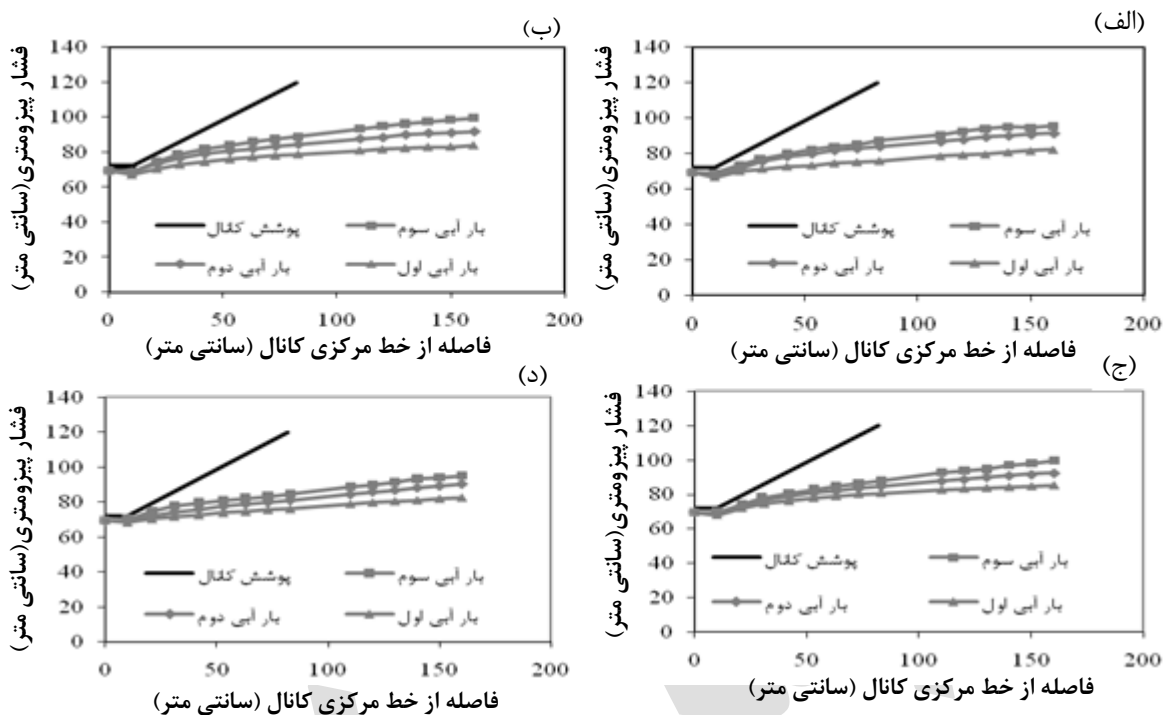 (الف)
فشار پیزومتری(سانتی متر)
140
120
100
80
60
40
20
0
پوشش کانال
بار آبی سوم
بار آبی دوم
بار آبی اول
0 50 100 150 200
فاصله از خط مرکزی کانال (سانتی متر)
(ب)
فشار پیزومتری(سانتی متر)
140
120
100
80
60
40
20
0
پوشش کانال
بار آبی سوم
بار آبی دوم
بار آبی اول
0 50 100 150 200
فاصله از خط مرکزی کانال (سانتی متر)
(ج)
فشار پیزومتری(سانتی متر)
140
120
100
80
60
40
20
0
پوشش کانال
بار آبی سوم
بار آبی دوم
بار آبی اول
0 50 100 150 200
فاصله از خط مرکزی کانال (سانتی متر)
(د)
فشار پیزومتری(سانتی متر)
140
120
100
80
60
40
20
0
پوشش کانال
بار آبی سوم
بار آبی دوم
بار آبی اول
0 50 100 150 200
فاصله از خط مرکزی کانال (سانتی متر)